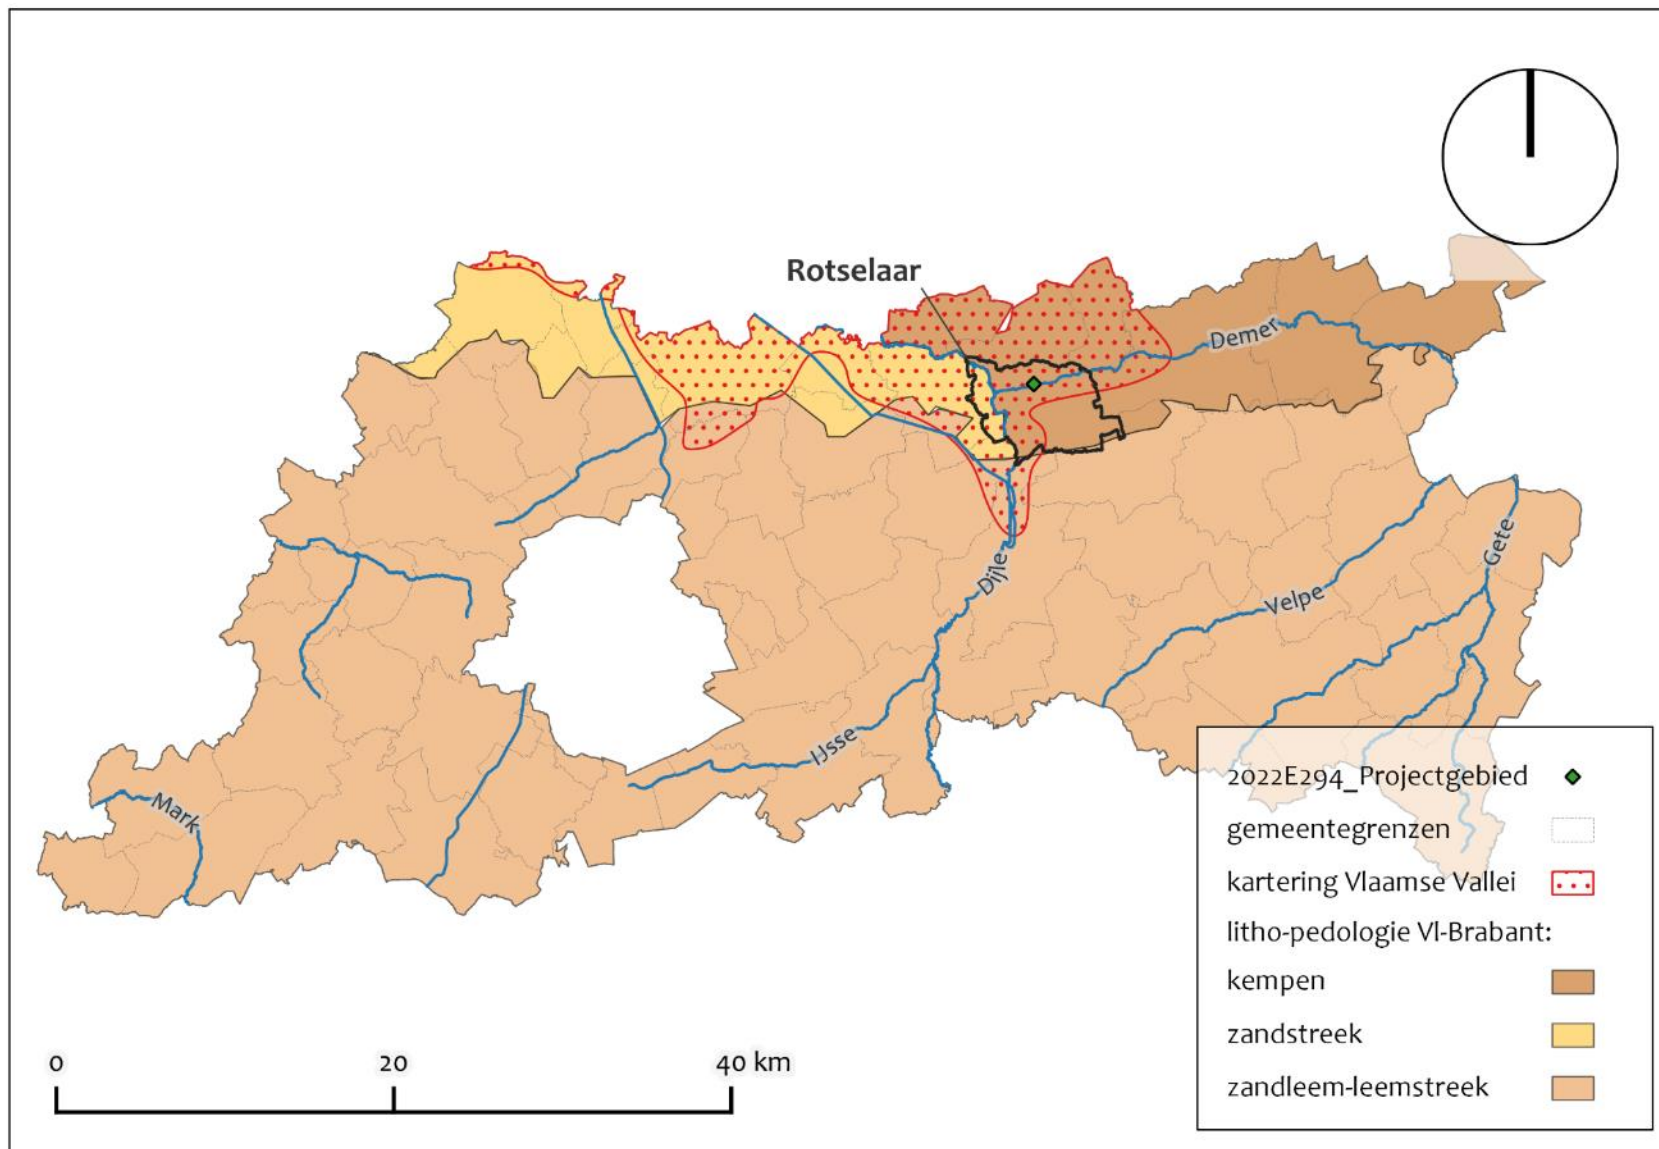 Rotselaar
Demer
Dijle
Velpe
Gete
IJsse
Mark
2022E294_Projectgebied
gemeentegrenzen
kartering Vlaamse Vallei
litho-pedologie Vl-Brabant:
kempen
zandstreek
zandleem-leemstreek
0 20 40 km